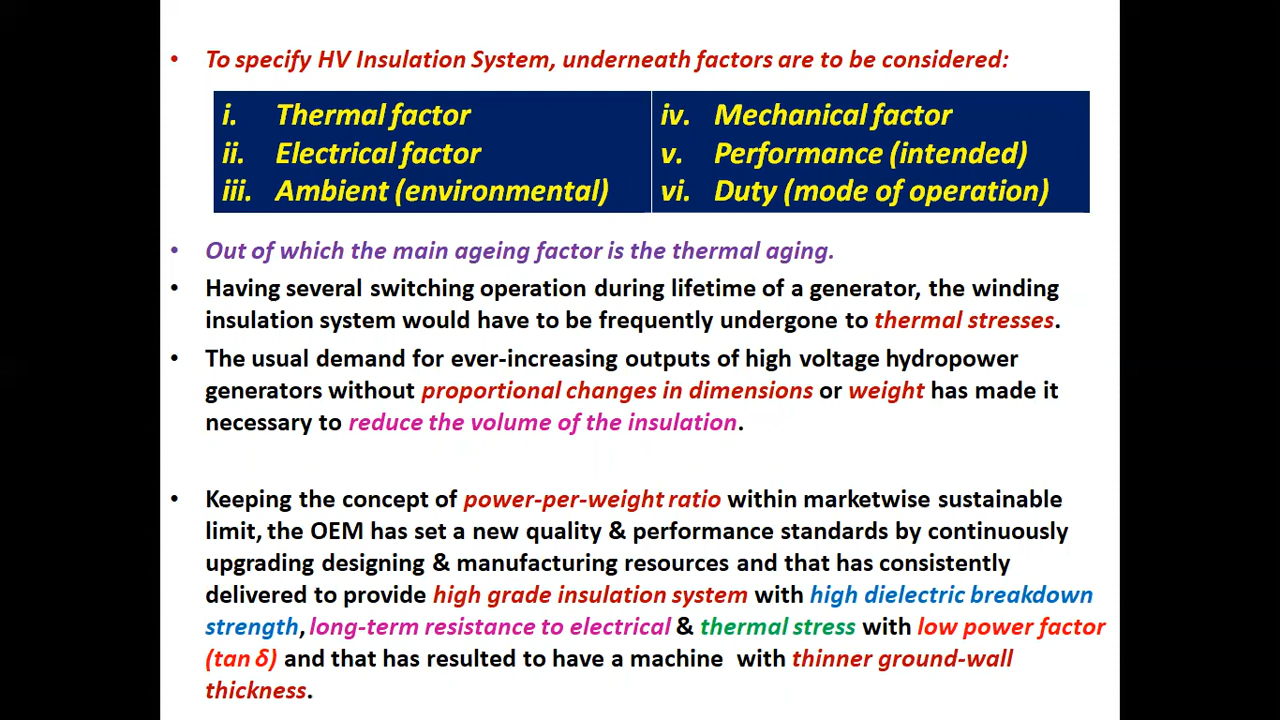 • To specify HV Insulation System, underneath factors are to be considered:
i. Thermal factor
ii. Electrical factor
iii. Ambient (environmental)
iv. Mechanical factor
v. Performance (intended)
vi. Duty (mode of operation)
• Out of which the main ageing factor is the thermal aging.
• Having several switching operation during lifetime of a generator, the winding
insulation system would have to be frequently undergone to thermal stresses.
• The usual demand for ever-increasing outputs of high voltage hydropower
generators without proportional changes in dimensions or weight has made it
necessary to reduce the volume of the insulation.
• Keeping the concept of power-per-weight ratio within marketwise sustainable
limit, the OEM has set a new quality & performance standards by continuously
upgrading designing & manufacturing resources and that has consistently
delivered to provide high grade insulation system with high dielectric breakdown
strength, long-term resistance to electrical & thermal stress with low power factor
(tan δ) and that has resulted to have a machine with thinner ground-wall
thickness.